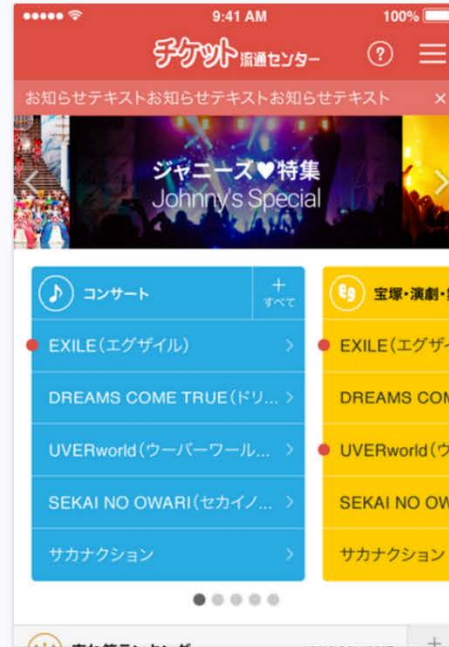 9:41 AM
100%
チケット流通センター
?
お知らせテキストお知らせテキストお知らせテキスト ×
ジャニーズ♥特集
Johnny's Special
コンサート
+
すべて
EXILE(エグザイル)
DREAMS COME TRUE(ドリ...
UVERworld(ウーバーワール...
SEKAI NO OWARI(セカイノ...
サカナクション
宝塚・演劇・
EXILE(エグザ
DREAMS COM
UVERworld(ウ
SEKAI NO OW
サカナクション
+